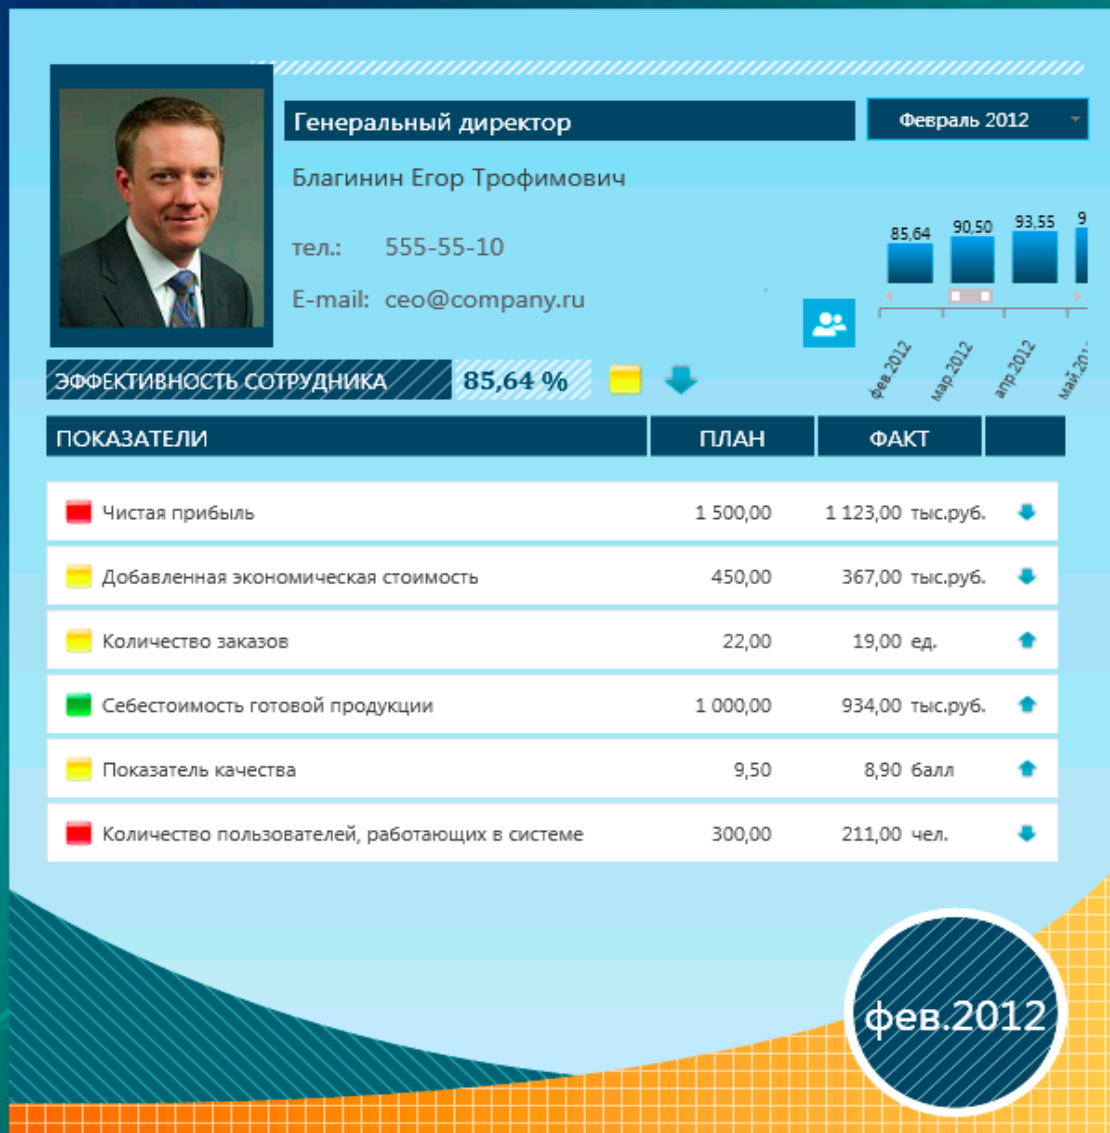 Генеральный директор
Февраль 2012
Благинин Егор Трофимович
тел.: 555-55-10
E-mail: ceo@company.ru
85,64 90,50 93,55 9
фев.2012 мар.2012 апр.2012 май.201
ЭФФЕКТИВНОСТЬ СОТРУДНИКА 85,64 %
ПОКАЗАТЕЛИ ПЛАН ФАКТ
Чистая прибыль 1 500,00 1 123,00 тыс.руб.
Добавленная экономическая стоимость 450,00 367,00 тыс.руб.
Количество заказов 22,00 19,00 ед.
Себестоимость готовой продукции 1 000,00 934,00 тыс.руб.
Показатель качества 9,50 8,90 балл
Количество пользователей, работающих в системе 300,00 211,00 чел.
фев.2012